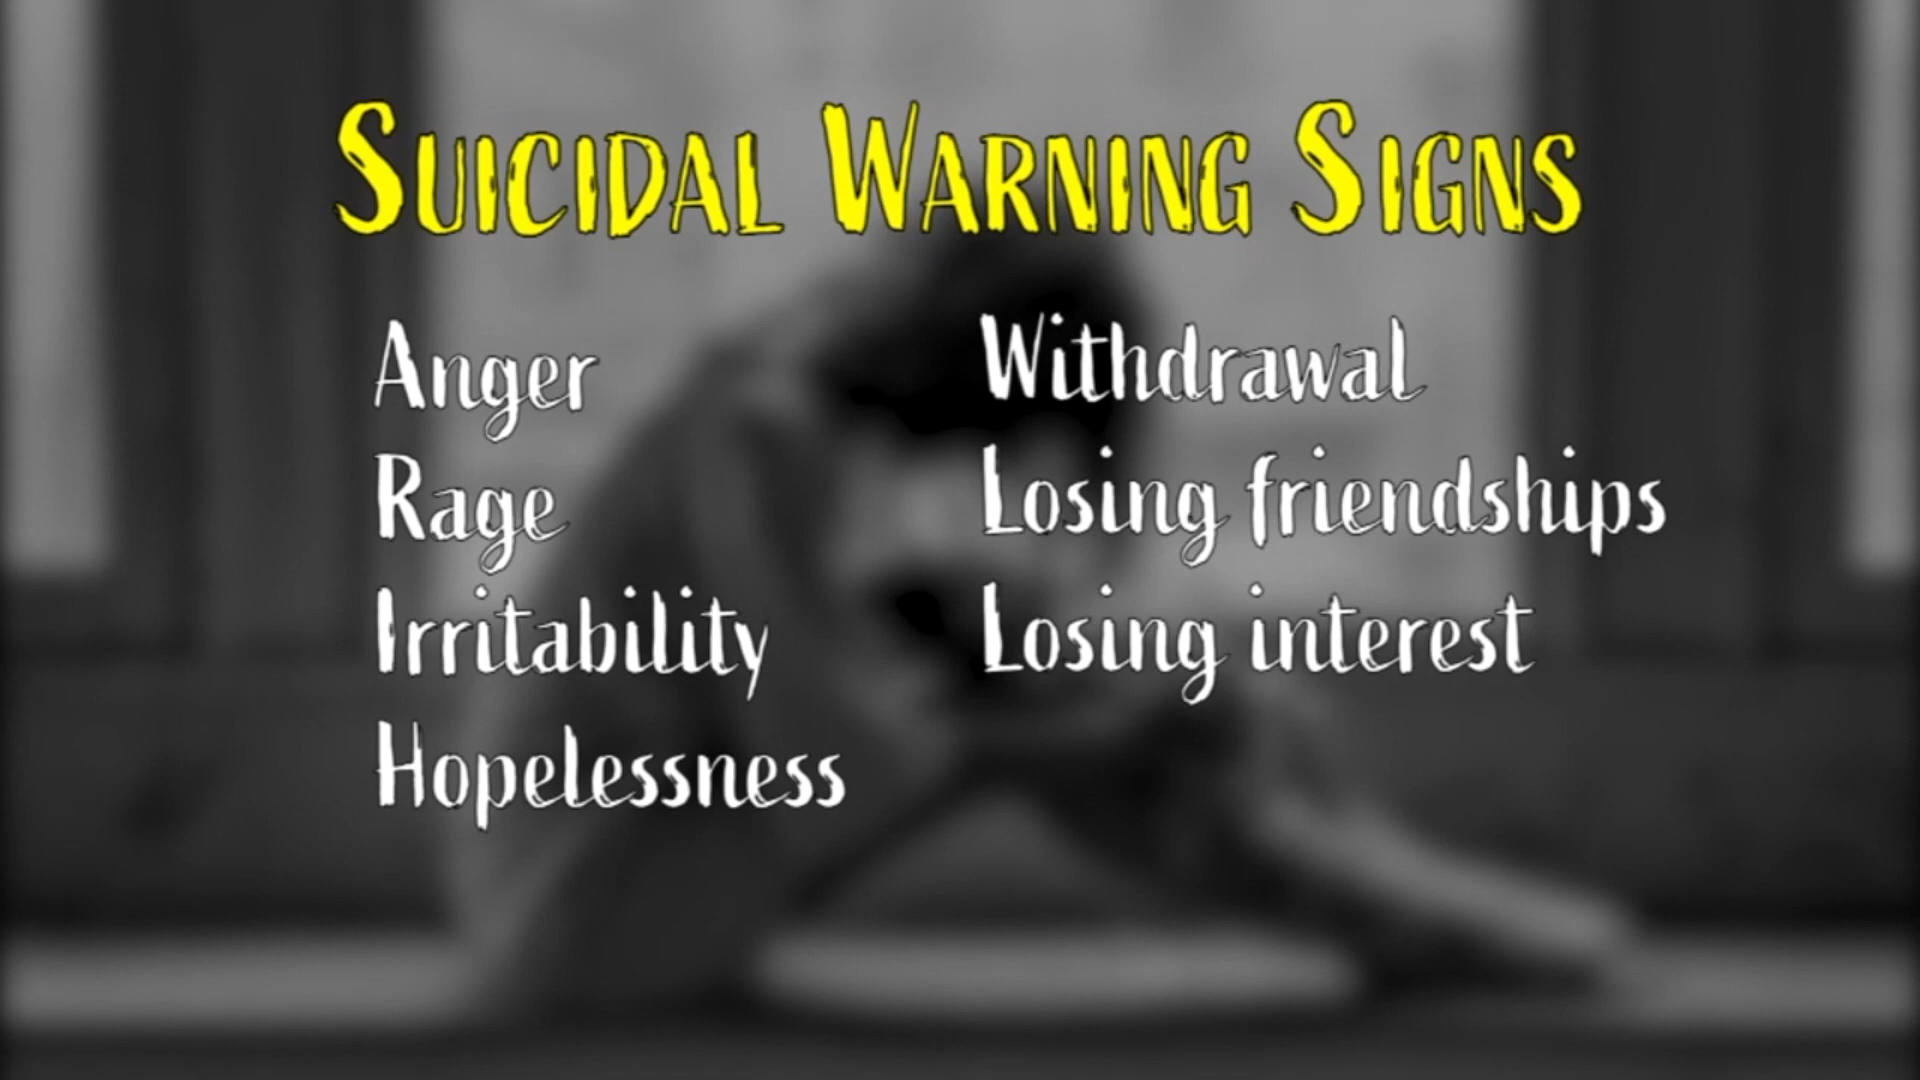 Suicidal Warning Signs
Anger
Rage
Irritability
Hopelessness
Withdrawal
Losing friendships
Losing interest